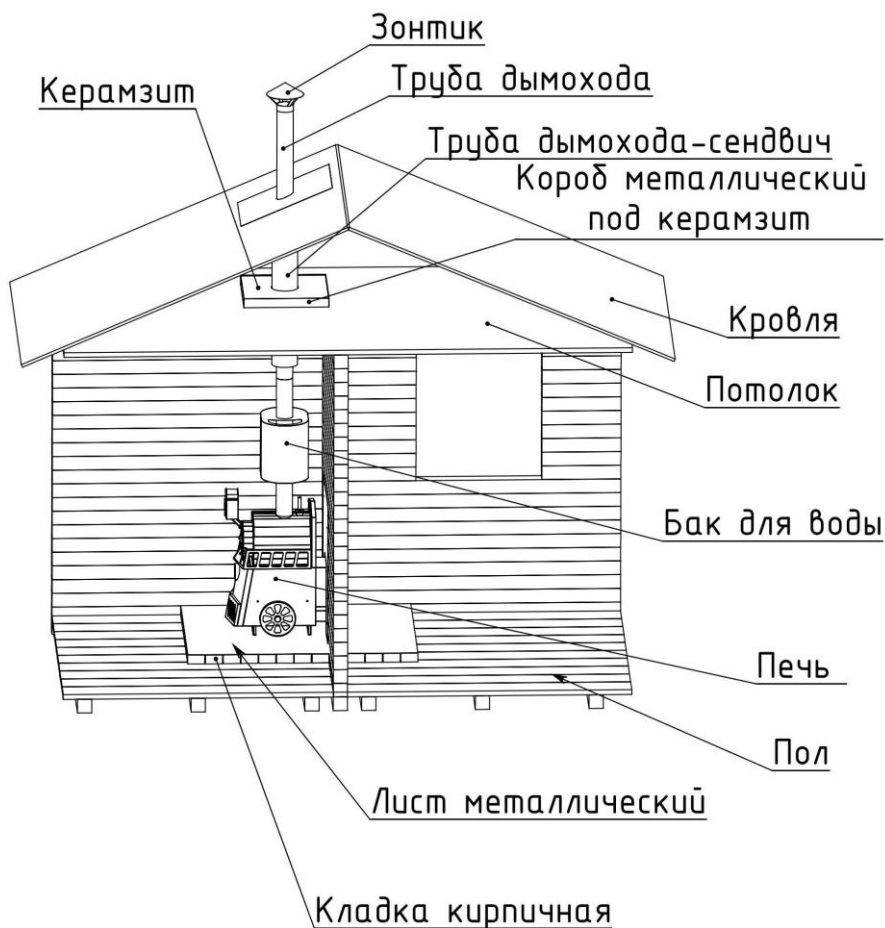 Зонтик
Труба дымохода
Керамзит
Труба дымохода-сендвич
Короб металлический
под керамзит
Кровля
Потолок
Бак для воды
Печь
Пол
Лист металлический
Кладка кирпичная